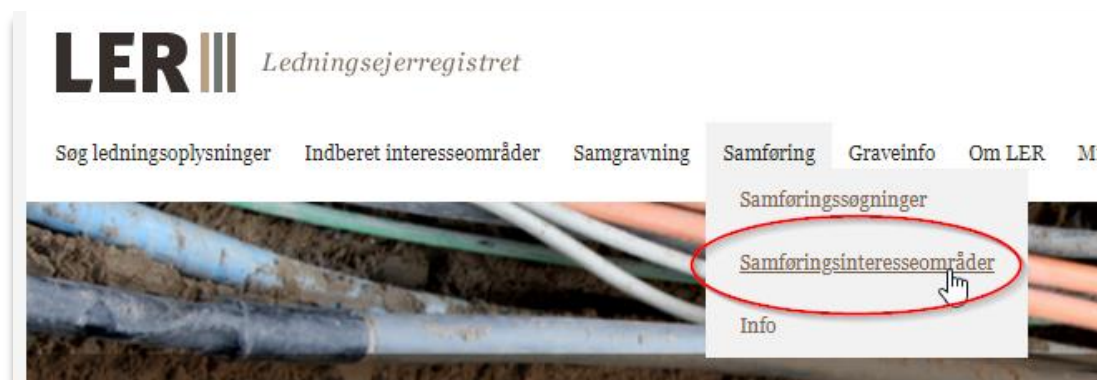 LER Ledningsejerregistret
Søg ledningsoplysninger Indberet interesseområder Samgravning Samføring Graveinfo Om LER
Samføringssøgninger
Samføringsinteresseområder
Info